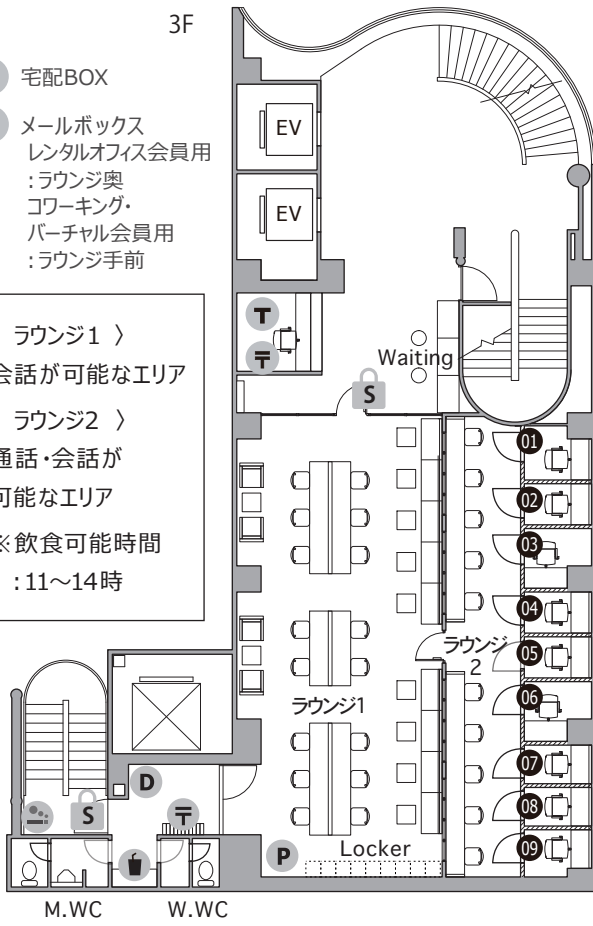 3F
宅配BOX
メールボックス
レンタルオフィス会員用
:ラウンジ奥
コワーキング・
バーチャル会員用
:ラウンジ手前
ラウンジ1 〉
会話が可能なエリア
ラウンジ2 〉
通話・会話が
可能なエリア
※飲食可能時間
:11〜14時
EV
EV
T
〒
Waiting
S
01
02
03
04
ラウンジ
2
05
06
ラウンジ1
07
D
08
S
〒
P
Locker
09
M.WC
W.WC